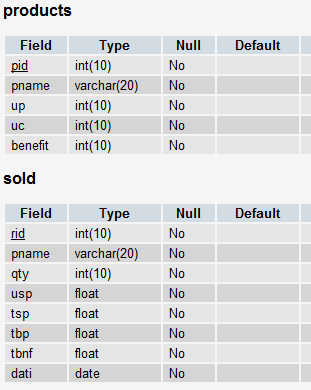 products
Field Type Null Default
pid int(10) No
pname varchar(20) No
up int(10) No
uc int(10) No
benefit int(10) No
sold
Field Type Null Default
rid int(10) No
pname varchar(20) No
qty int(10) No
usp float No
tsp float No
tbp float No
tbnf float No
dati date No